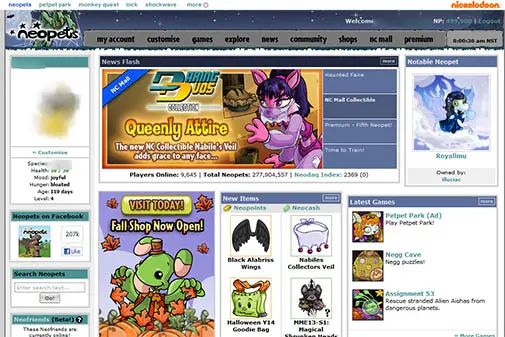 neopets petpet park monkey quest nick shockwave more
nickelodeon
neopets
Welcome
NP: | Logout
my account customise games explore news community shops nc mall premium
8:00:36 am NST
» Customise
Species:
Health:
Mood: joyful
Hunger: bloated
Age: 119 days
Level: 4
Neopets on Facebook
neopets
207k
Like
Search Neopets
Enter search text...
Go!
Neofriends (Beta!) ?
These Neofriends are
currently online!
News Flash
more
NC Mall
DARING DUOS
COLLECTION
Queenly Attire
The new NC Collectible Nabile's Veil
adds grace to any face...
Haunted Faire
NC Mall Collectible
Premium - Fifth Neopet!
Time to Train!
Players Online: 9,645 | Total Neopets: 277,904,557 | Neodaq Index: 2369 (0)
Notable Neopet
more
Royalimu
Owned by:
VISIT TODAY!
Fall Shop Now Open!
New Items
more
Neopoints
Neocash
Black Alabriss
Wings
Nabiles
Collectors Veil
Halloween Y14
Goodie Bag
MME13-S1:
Magical
Latest Games
more
Petpet Park (Ad)
Play Petpet Park!
Negg Cave
Negg puzzles!
Assignment 53
Rescue stranded Alien Aishas from
dangerous planets.
» More Games